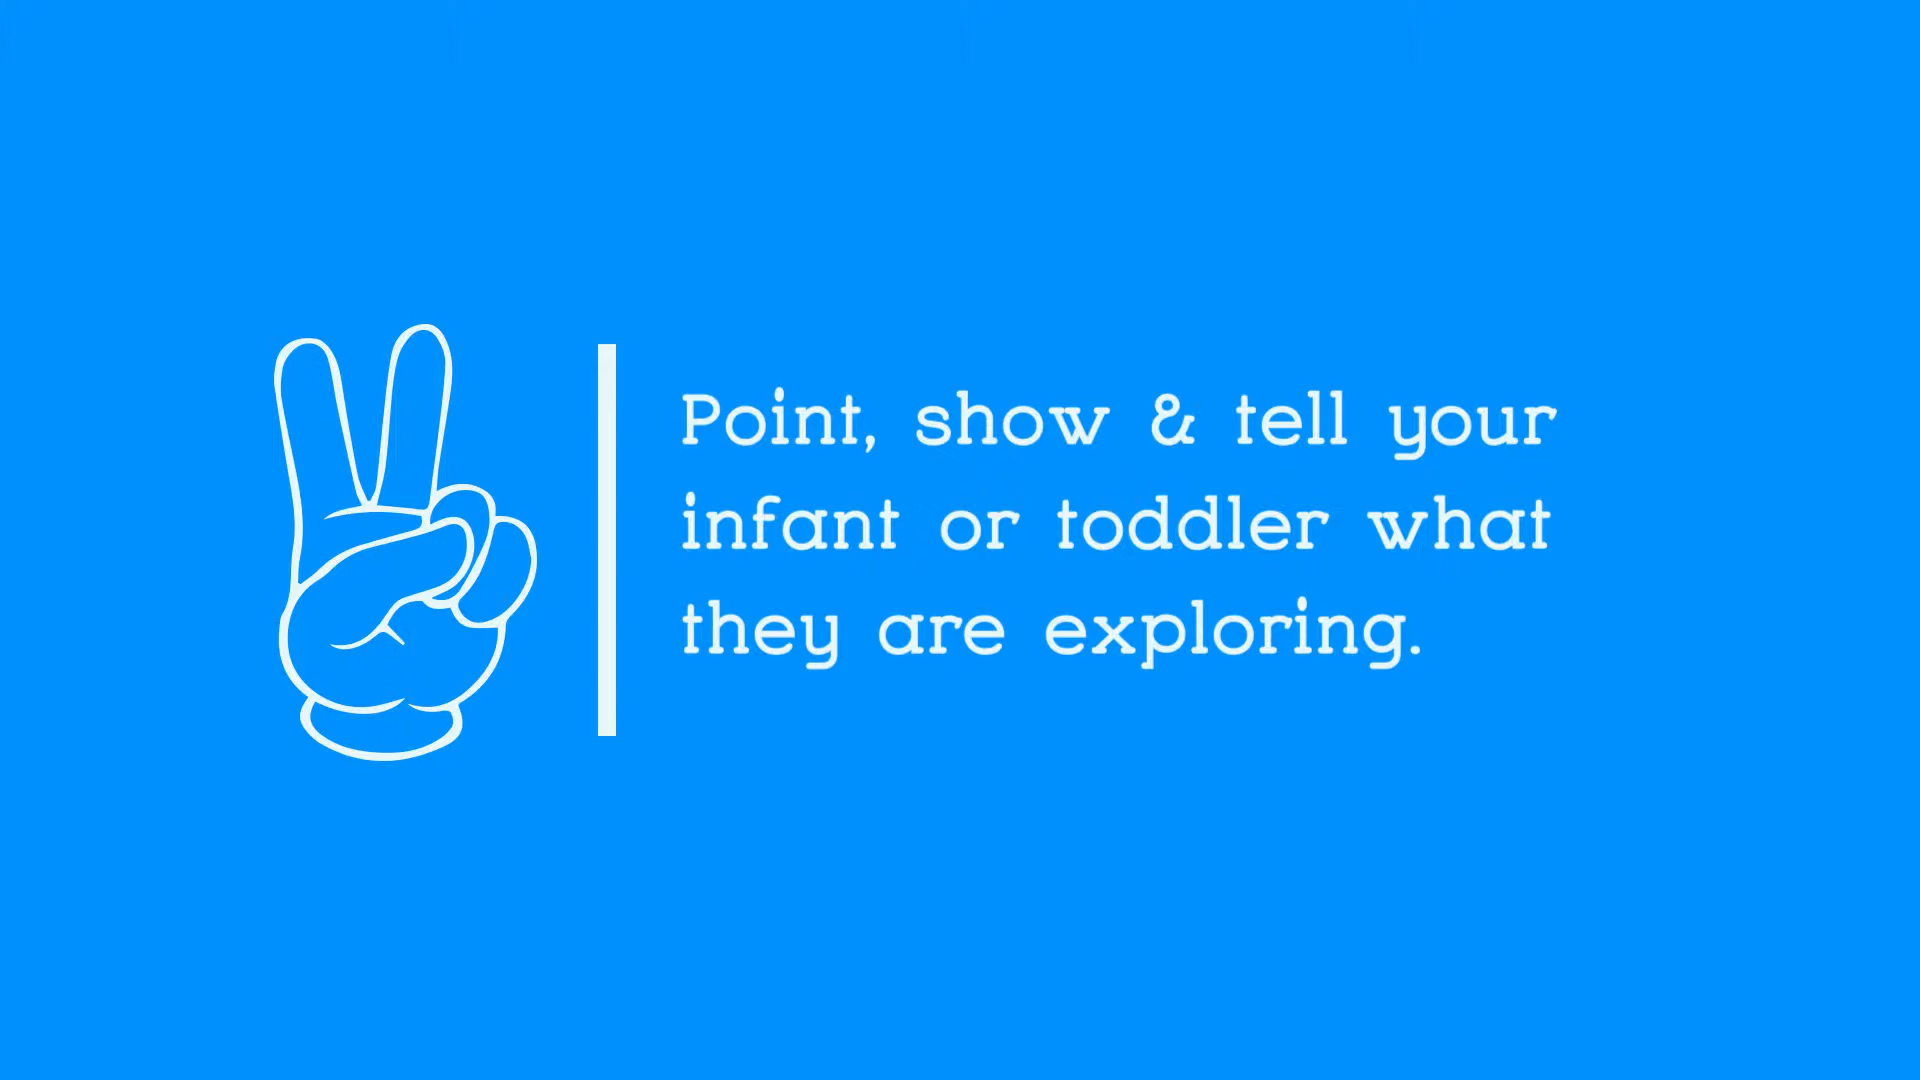 Point, show & tell your
infant or toddler what
they are exploring.